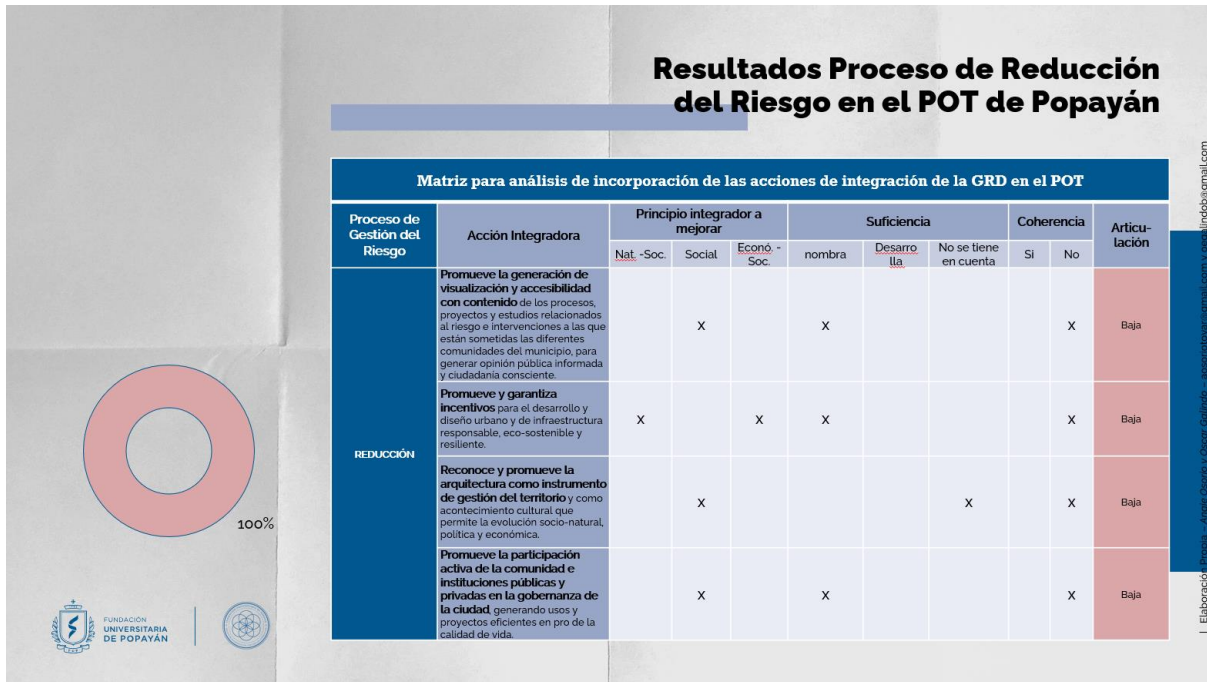 Resultados Proceso de Reducción
del Riesgo en el POT de Popayán
Matriz para análisis de incorporación de las acciones de integración de la GRD en el POT
Proceso de
Gestión del
Riesgo
Acción Integradora
Principio integrador a
mejorar
Suficiencia
Coherencia
Articu-
lación
Nat. -Soc.
Social
Econó. -
Soc.
nombra
Desarro
lla
No se tiene
en cuenta
Si
No
REDUCCIÓN
Promueve la generación de
visualización y accesibilidad
con contenido de los procesos,
proyectos y estudios relacionados
al riesgo e intervenciones a las que
están sometidas las diferentes
comunidades del municipio, para
generar opinión pública informada
y ciudadanía consciente.
X
X
X
Baja
Promueve y garantiza
incentivos para el desarrollo y
diseño urbano y de infraestructura
responsable, eco-sostenible y
resiliente.
X
X
X
X
Baja
Reconoce y promueve la
arquitectura como instrumento
de gestión del territorio y como
acontecimiento cultural que
permite la evolución socio-natural,
política y económica.
X
X
X
Baja
Promueve la participación
activa de la comunidad e
instituciones públicas y
privadas en la gobernanza de
la ciudad, generando usos y
proyectos eficientes en pro de la
calidad de vida.
X
X
X
Baja
100%
FUNDACIÓN
UNIVERSITARIA
DE POPAYÁN
| Elaboración Propia – Angie Osorio y Oscar Galindo –